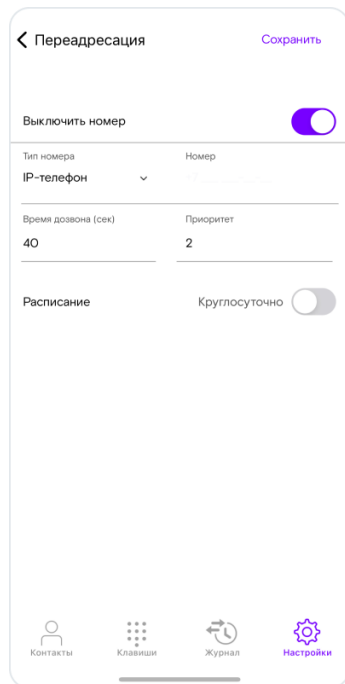 Переадресация Сохранить
Выключить номер
Тип номера Номер
IP-телефон
Время дозвона (сек) Приоритет
40 2
Расписание Круглосуточно
Контакты Клавиши Журнал Настройки